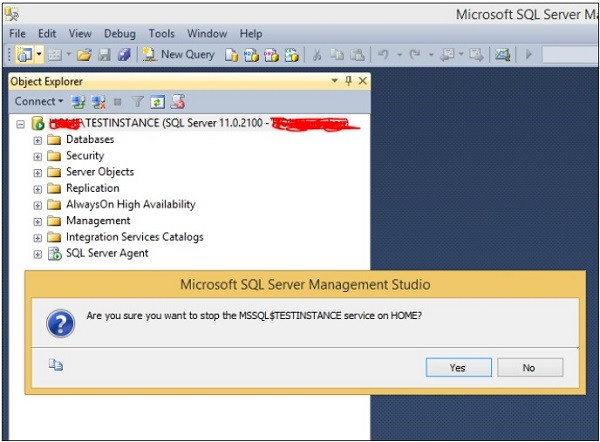 Microsoft SQL Server Ma
File Edit View Debug Tools Window Help
New Query
Object Explorer
Connect
\TESTINSTANCE (SQL Server 11.0.2100 -
Databases
Security
Server Objects
Replication
AlwaysOn High Availability
Management
Integration Services Catalogs
SQL Server Agent
Microsoft SQL Server Management Studio
Are you sure you want to stop the MSSQL$TESTINSTANCE service on HOME?
Yes No